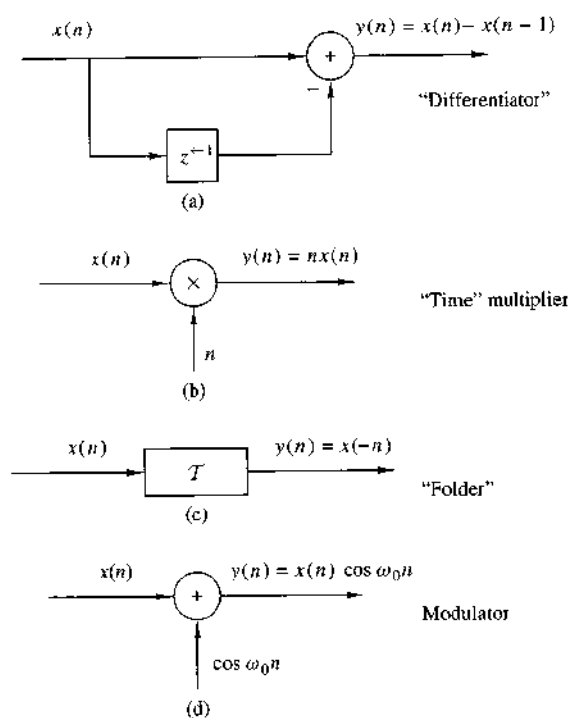 x(n)
y(n) = x(n) − x(n − 1)
+
−
"Differentiator"
z⁻¹
(a)
x(n)
y(n) = nx(n)
×
"Time" multiplier
n
(b)
x(n)
y(n) = x(−n)
𝒯
"Folder"
(c)
x(n)
y(n) = x(n) cos ω₀n
+
Modulator
cos ω₀n
(d)